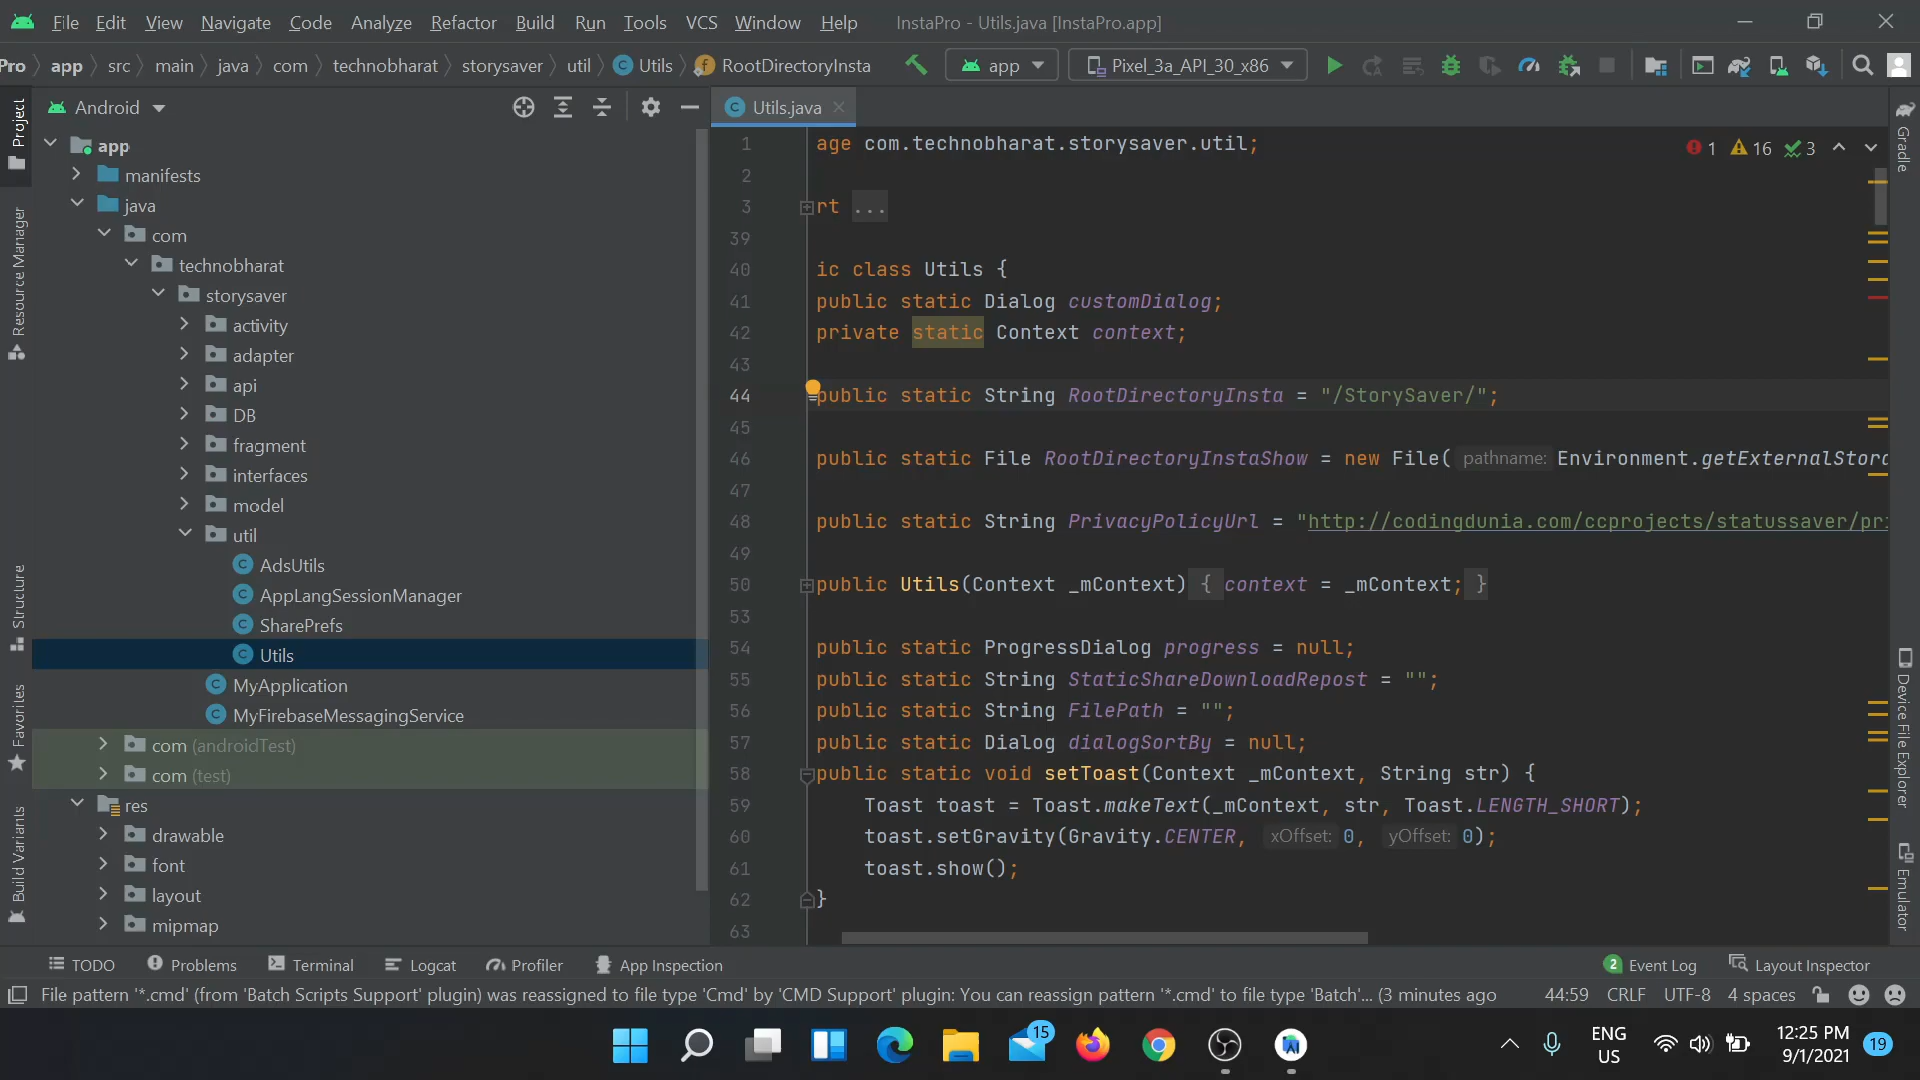 File Edit View Navigate Code Analyze Refactor Build Run Tools VCS Window Help InstaPro - Utils.java [InstaPro.app]
Pro app src main java com technobharat storysaver util Utils RootDirectoryInsta app Pixel_3a_API_30_x86
Project
Resource Manager
Structure
Favorites
Build Variants
Android
app
manifests
java
com
technobharat
storysaver
activity
adapter
api
DB
fragment
interfaces
model
util
AdsUtils
AppLangSessionManager
SharePrefs
Utils
MyApplication
MyFirebaseMessagingService
com (androidTest)
com (test)
res
drawable
font
layout
mipmap
Utils.java
1 16 3
1 age com.technobharat.storysaver.util;
2
3 rt ...
39
40 ic class Utils {
41 public static Dialog customDialog;
42 private static Context context;
43
44 public static String RootDirectoryInsta = "/StorySaver/";
45
46 public static File RootDirectoryInstaShow = new File( pathname: Environment.getExternalStora
47
48 public static String PrivacyPolicyUrl = "http://codingdunia.com/ccprojects/statussaver/pri
49
50 public Utils(Context _mContext) { context = _mContext; }
53
54 public static ProgressDialog progress = null;
55 public static String StaticShareDownloadRepost = "";
56 public static String FilePath = "";
57 public static Dialog dialogSortBy = null;
58 public static void setToast(Context _mContext, String str) {
59 Toast toast = Toast.makeText(_mContext, str, Toast.LENGTH_SHORT);
60 toast.setGravity(Gravity.CENTER, xOffset: 0, yOffset: 0);
61 toast.show();
62 }
63
Gradle
Device File Explorer
Emulator
TODO Problems Terminal Logcat Profiler App Inspection 2 Event Log Layout Inspector
File pattern '*.cmd' (from 'Batch Scripts Support' plugin) was reassigned to file type 'Cmd' by 'CMD Support' plugin: You can reassign pattern '*.cmd' to file type 'Batch'... (3 minutes ago 44:59 CRLF UTF-8 4 spaces
15
ENG
US
12:25 PM
9/1/2021
19